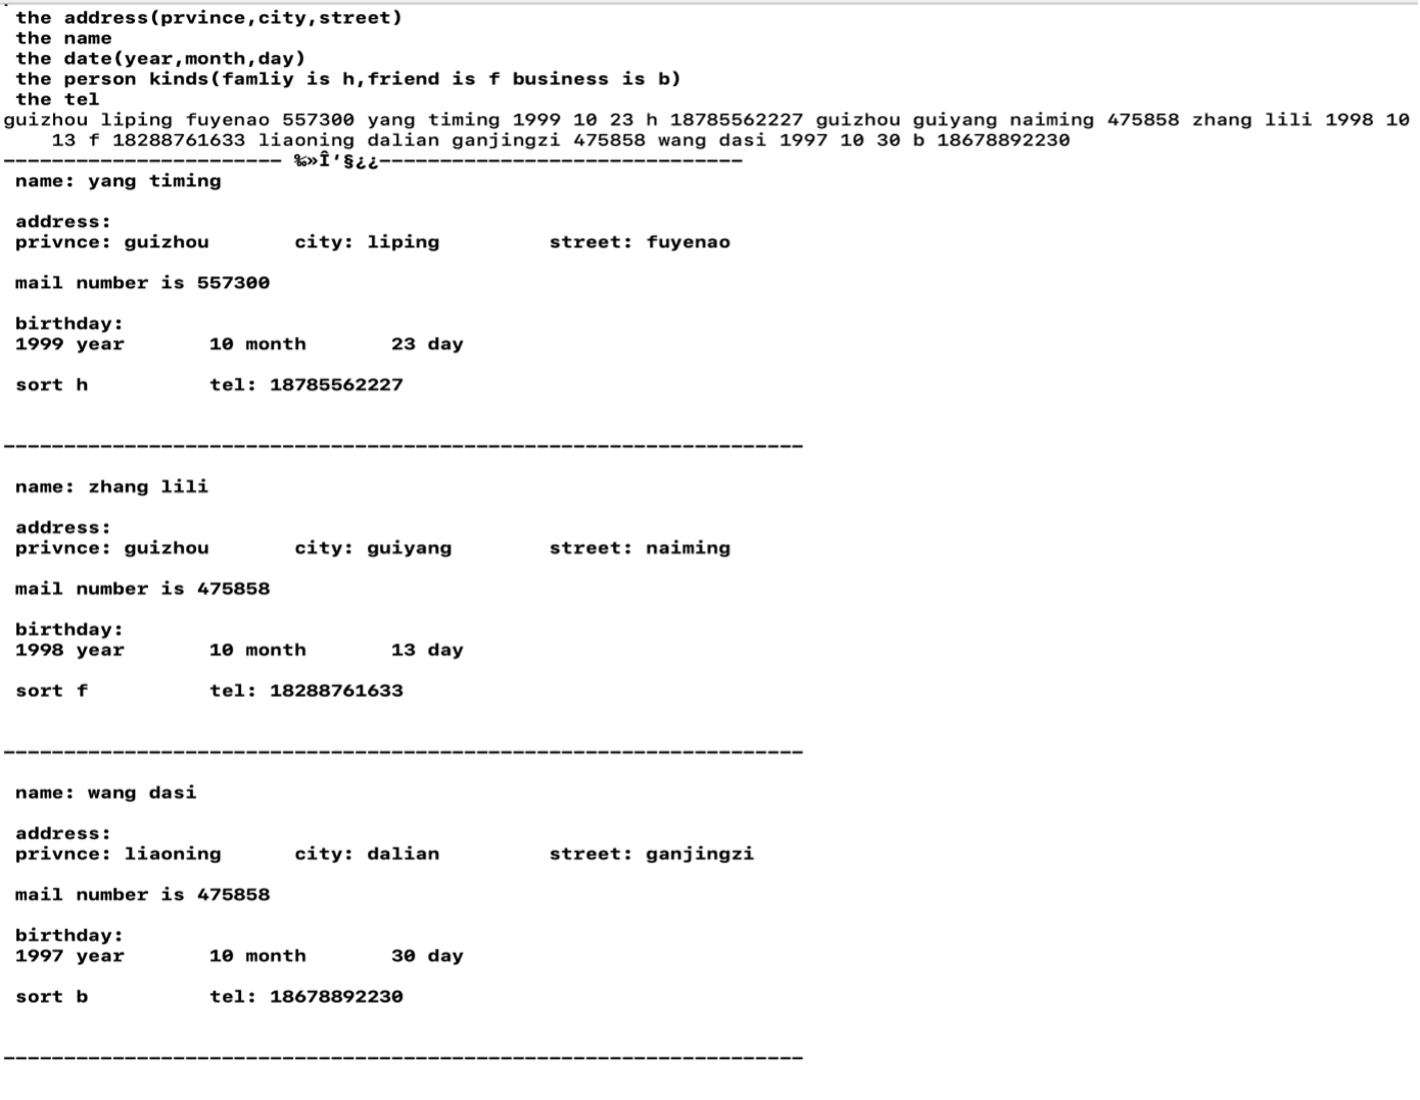 the address(prvince,city,street)
the name
the date(year,month,day)
the person kinds(famliy is h,friend is f business is b)
the tel
guizhou liping fuyenao 557300 yang timing 1999 10 23 h 18785562227 guizhou guiyang naiming 475858 zhang lili 1998 10
13 f 18288761633 liaoning dalian ganjingzi 475858 wang dasi 1997 10 30 b 18678892230
----------------------- ‰»Î'§¿¿------------------------------
name: yang timing
address:
privnce: guizhou city: liping street: fuyenao
mail number is 557300
birthday:
1999 year 10 month 23 day
sort h tel: 18785562227
------------------------------------------------------------------
name: zhang lili
address:
privnce: guizhou city: guiyang street: naiming
mail number is 475858
birthday:
1998 year 10 month 13 day
sort f tel: 18288761633
------------------------------------------------------------------
name: wang dasi
address:
privnce: liaoning city: dalian street: ganjingzi
mail number is 475858
birthday:
1997 year 10 month 30 day
sort b tel: 18678892230
------------------------------------------------------------------